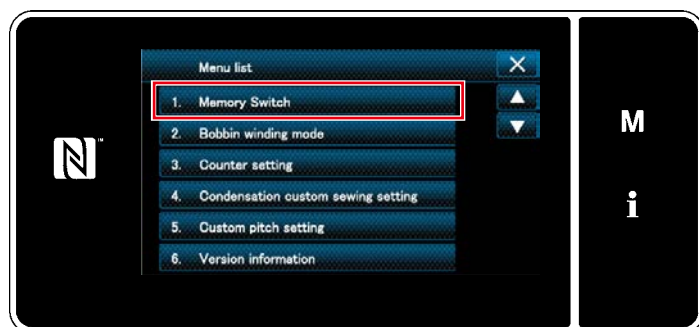 Menu list
1. Memory Switch
2. Bobbin winding mode
3. Counter setting
4. Condensation custom sewing setting
5. Custom pitch setting
6. Version information
N
M
i